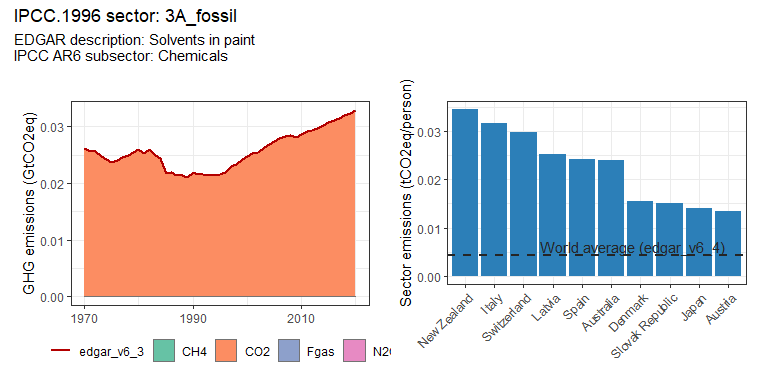 IPCC.1996 sector: 3A_fossil
EDGAR description: Solvents in paint
IPCC AR6 subsector: Chemicals
GHG emissions (GtCO2eq)
0.03
0.02
0.01
0.00
1970
1990
2010
edgar_v6_3
CH4
CO2
Fgas
Sector emissions (tCO2eq/person)
0.03
0.02
0.01
0.00
World average (edgar_v6_4)
New Zealand
Italy
Switzerland
Latvia
Spain
Australia
Denmark
Slovak Republic
Japan
Austria